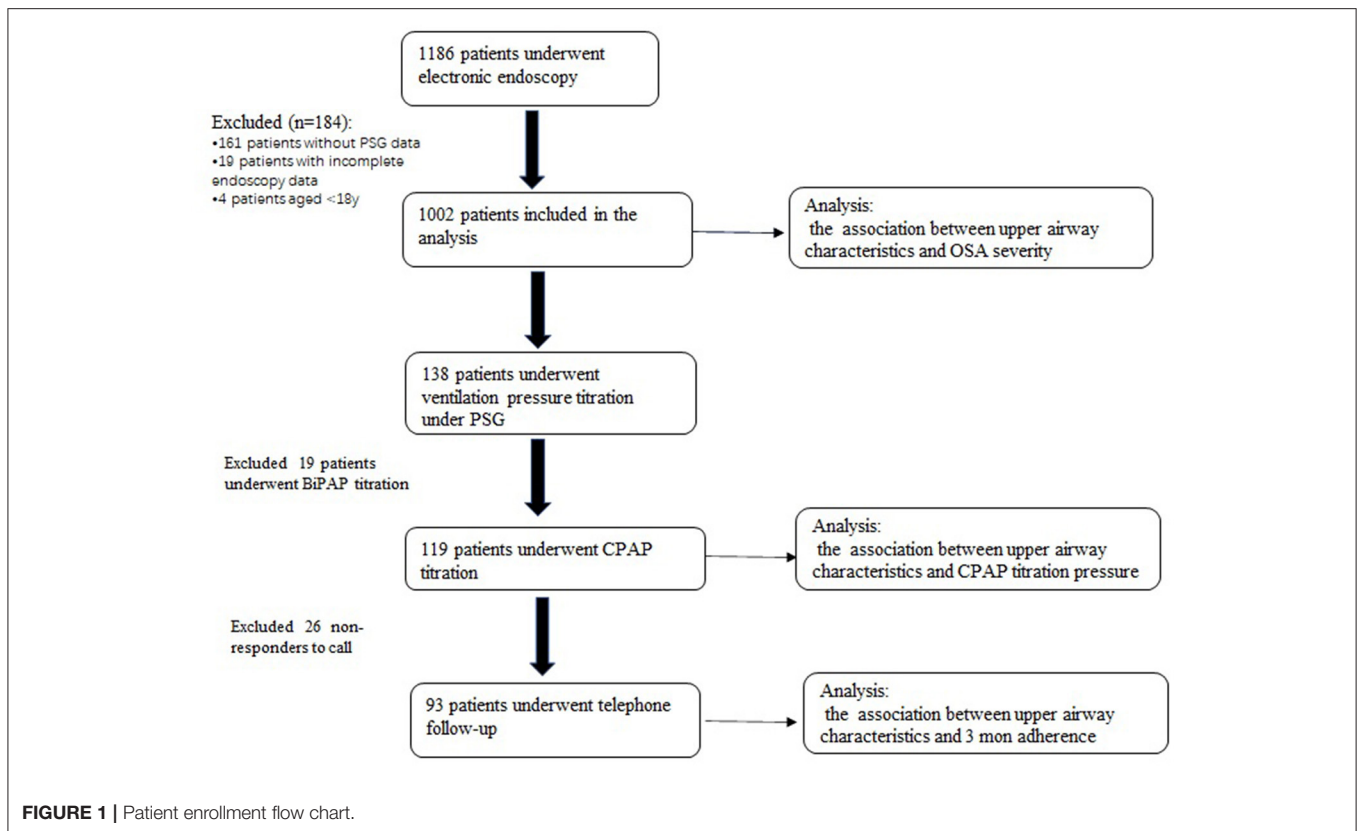 1186 patients underwent
electronic endoscopy
Excluded (n=184):
•161 patients without PSG data
•19 patients with incomplete
endoscopy data
•4 patients aged <18y
1002 patients included in the
analysis
Analysis:
the association between upper airway
characteristics and OSA severity
138 patients underwent
ventilation pressure titration
under PSG
Excluded 19 patients
underwent BiPAP titration
119 patients underwent CPAP
titration
Analysis:
the association between upper airway
characteristics and CPAP titration pressure
Excluded 26 non-
responders to call
93 patients underwent telephone
follow-up
Analysis:
the association between upper airway
characteristics and 3 mon adherence
FIGURE 1 | Patient enrollment flow chart.